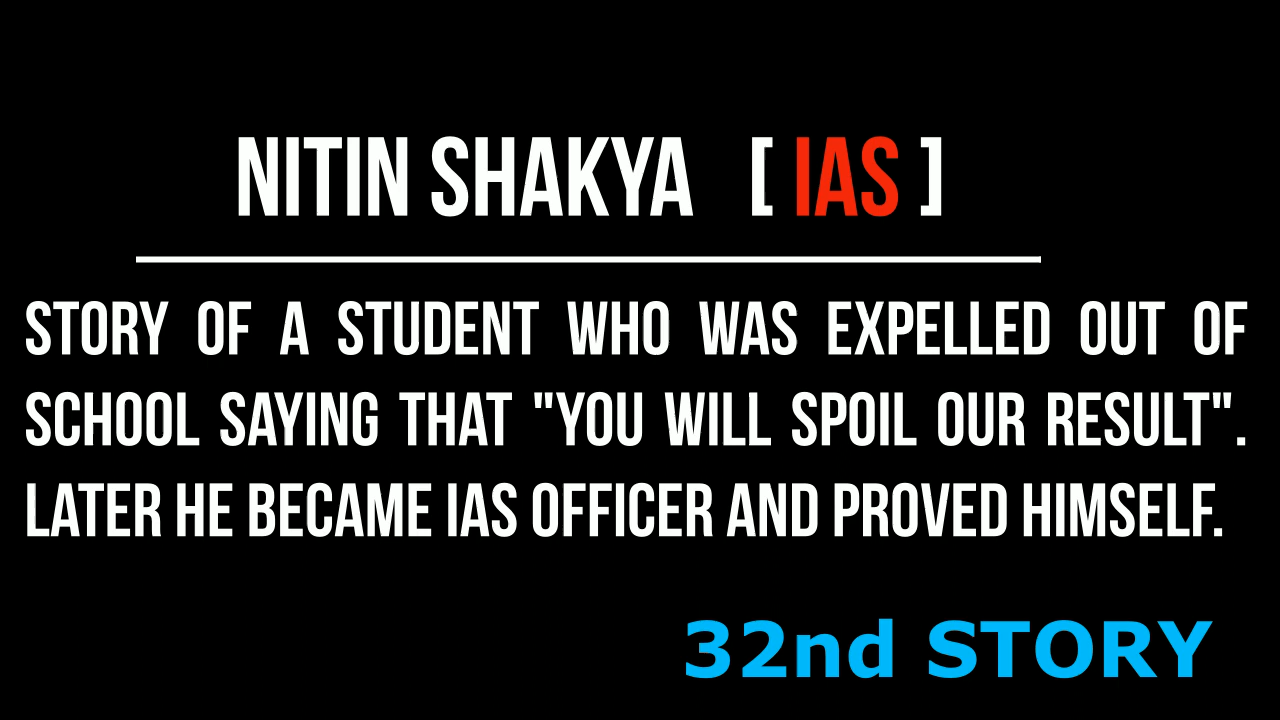 NITIN SHAKYA [ IAS ]
STORY OF A STUDENT WHO WAS EXPELLED OUT OF
SCHOOL SAYING THAT "YOU WILL SPOIL OUR RESULT".
LATER HE BECAME IAS OFFICER AND PROVED HIMSELF.
32nd STORY